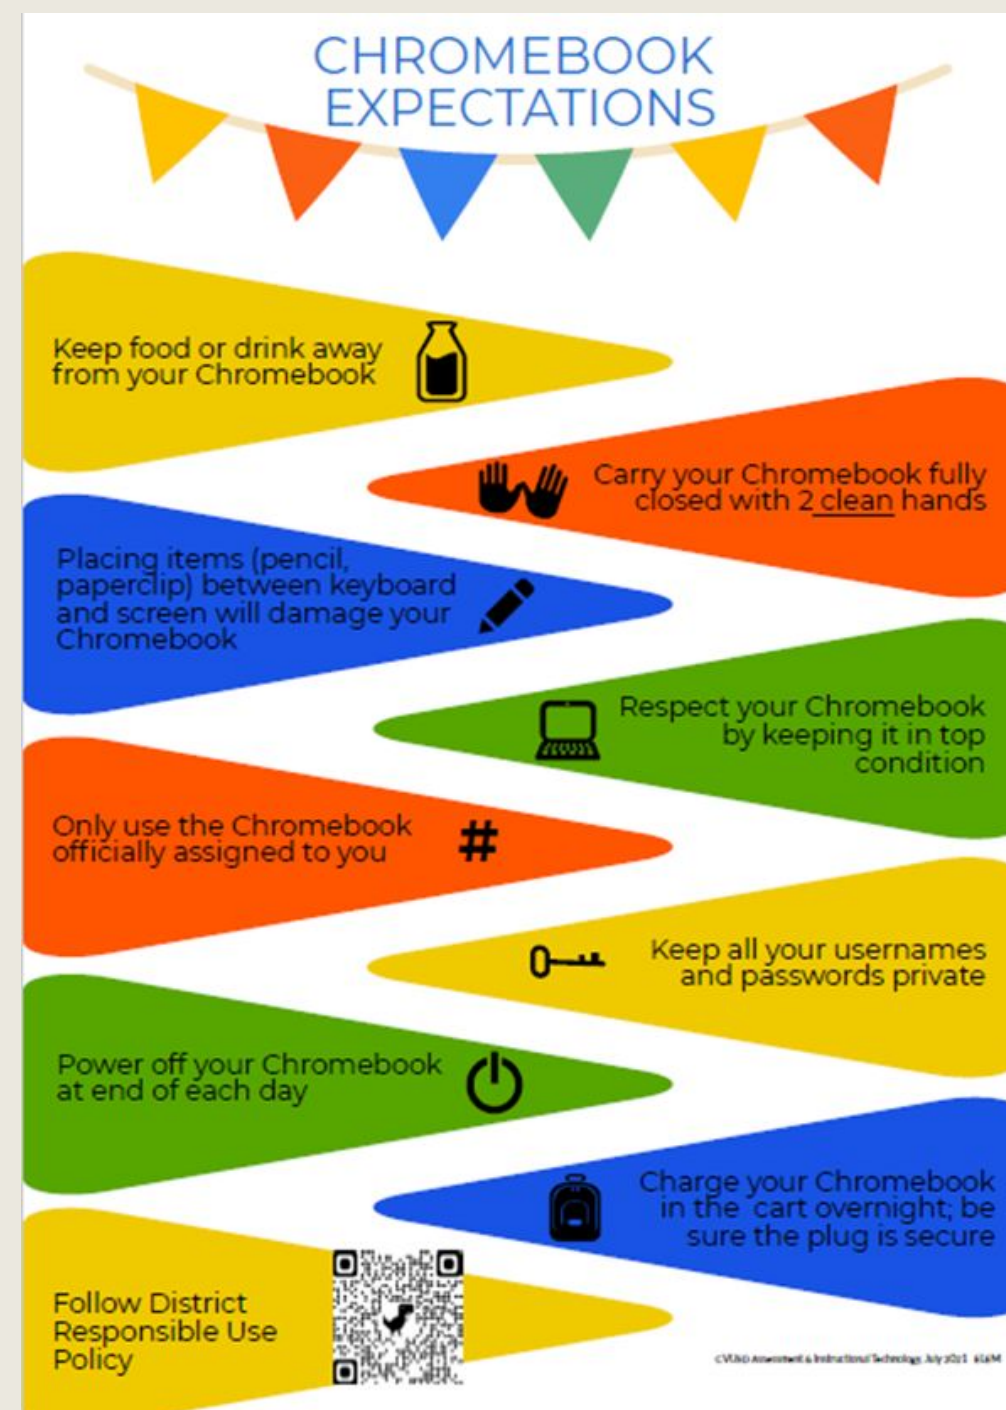 CHROMEBOOK
EXPECTATIONS
Keep food or drink away
from your Chromebook
Carry your Chromebook fully
closed with 2 clean hands
Placing items (pencil,
paperclip) between keyboard
and screen will damage your
Chromebook
Respect your Chromebook
by keeping it in top
condition
Only use the Chromebook
officially assigned to you
#
Keep all your usernames
and passwords private
Power off your Chromebook
at end of each day
Charge your Chromebook
in the cart overnight; be
sure the plug is secure
Follow District
Responsible Use
Policy
Assessment & Instructional Technology, July